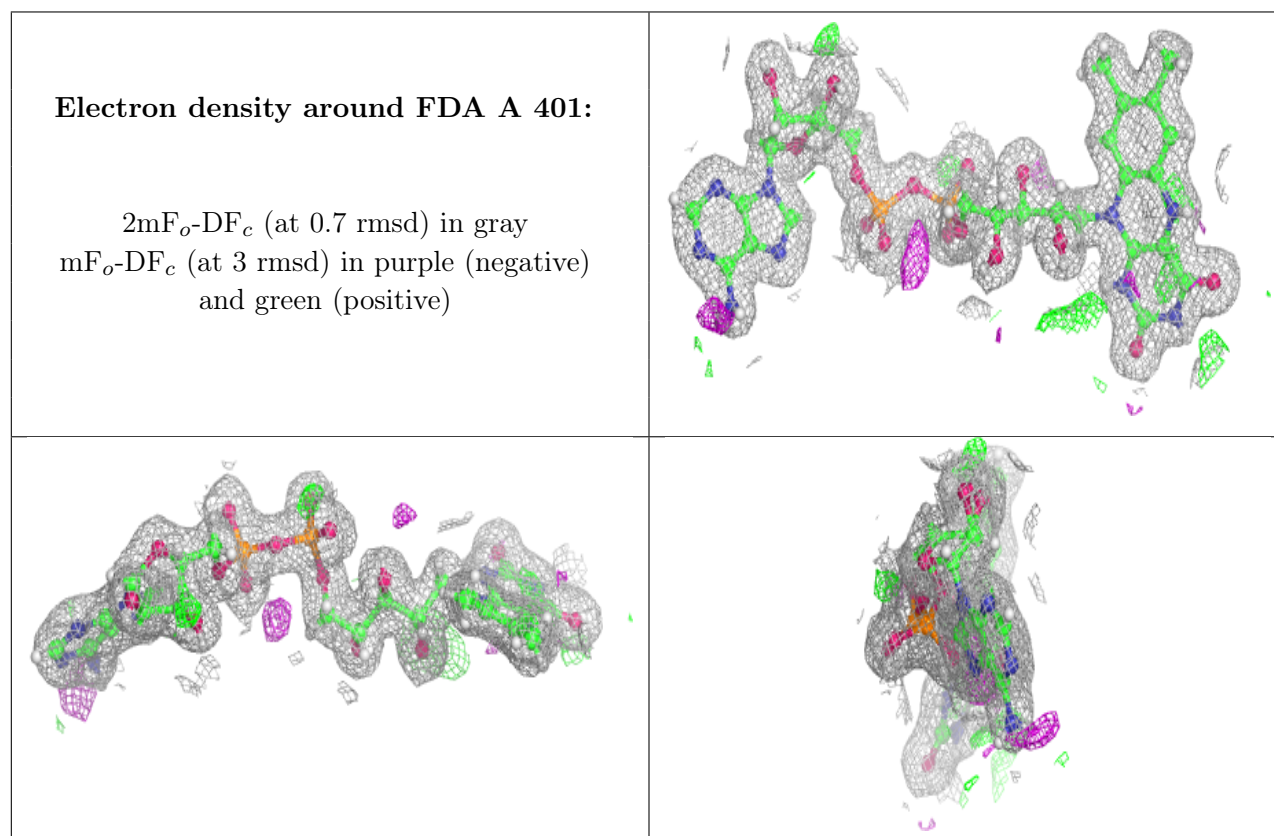 Electron density around FDA A 401:
2mFo-DFc (at 0.7 rmsd) in gray
mFo-DFc (at 3 rmsd) in purple (negative)
and green (positive)